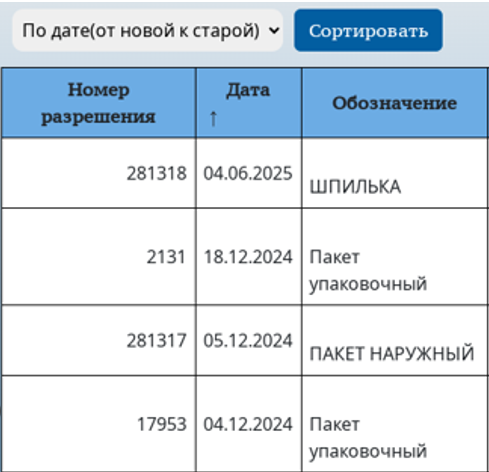 По дате(от новой к старой)
Сортировать
Номер разрешения
Дата ↑
Обозначение
281318 04.06.2025 ШПИЛЬКА
2131 18.12.2024 Пакет упаковочный
281317 05.12.2024 ПАКЕТ НАРУЖНЫЙ
17953 04.12.2024 Пакет упаковочный